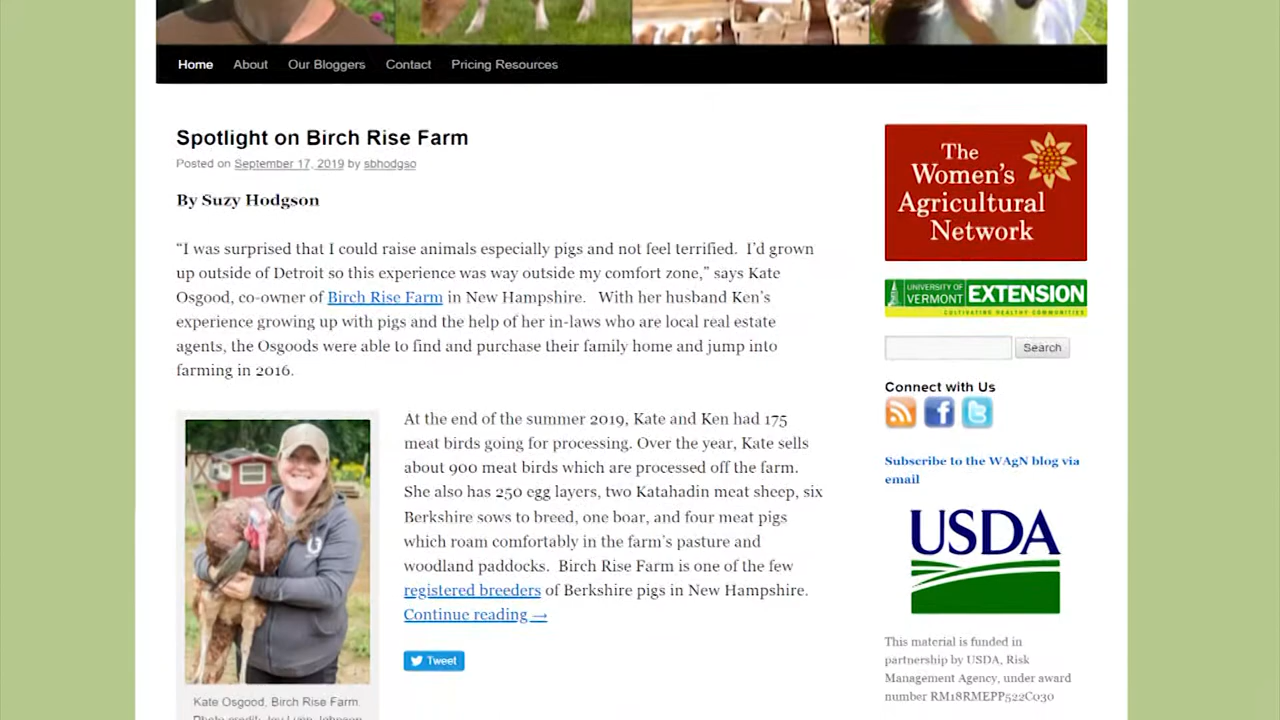 Home About Our Bloggers Contact Pricing Resources
Spotlight on Birch Rise Farm
Posted on September 17, 2019 by sbhodgso
By Suzy Hodgson
“I was surprised that I could raise animals especially pigs and not feel terrified.  I’d grown
up outside of Detroit so this experience was way outside my comfort zone,” says Kate
Osgood, co-owner of Birch Rise Farm in New Hampshire.   With her husband Ken’s
experience growing up with pigs and the help of her in-laws who are local real estate
agents, the Osgoods were able to find and purchase their family home and jump into
farming in 2016.
At the end of the summer 2019, Kate and Ken had 175
meat birds going for processing. Over the year, Kate sells
about 900 meat birds which are processed off the farm.
She also has 250 egg layers, two Katahadin meat sheep, six
Berkshire sows to breed, one boar, and four meat pigs
which roam comfortably in the farm’s pasture and
woodland paddocks.  Birch Rise Farm is one of the few
registered breeders of Berkshire pigs in New Hampshire.
Continue reading →
Tweet
Kate Osgood, Birch Rise Farm.
Photo credit: Joy Lynn Johnson
The
Women's
Agricultural
Network
UNIVERSITY OF
VERMONT EXTENSION
CULTIVATING HEALTHY COMMUNITIES
Search
Connect with Us
Subscribe to the WAgN blog via
email
USDA
This material is funded in
partnership by USDA, Risk
Management Agency, under award
number RM18RMEPP522C030